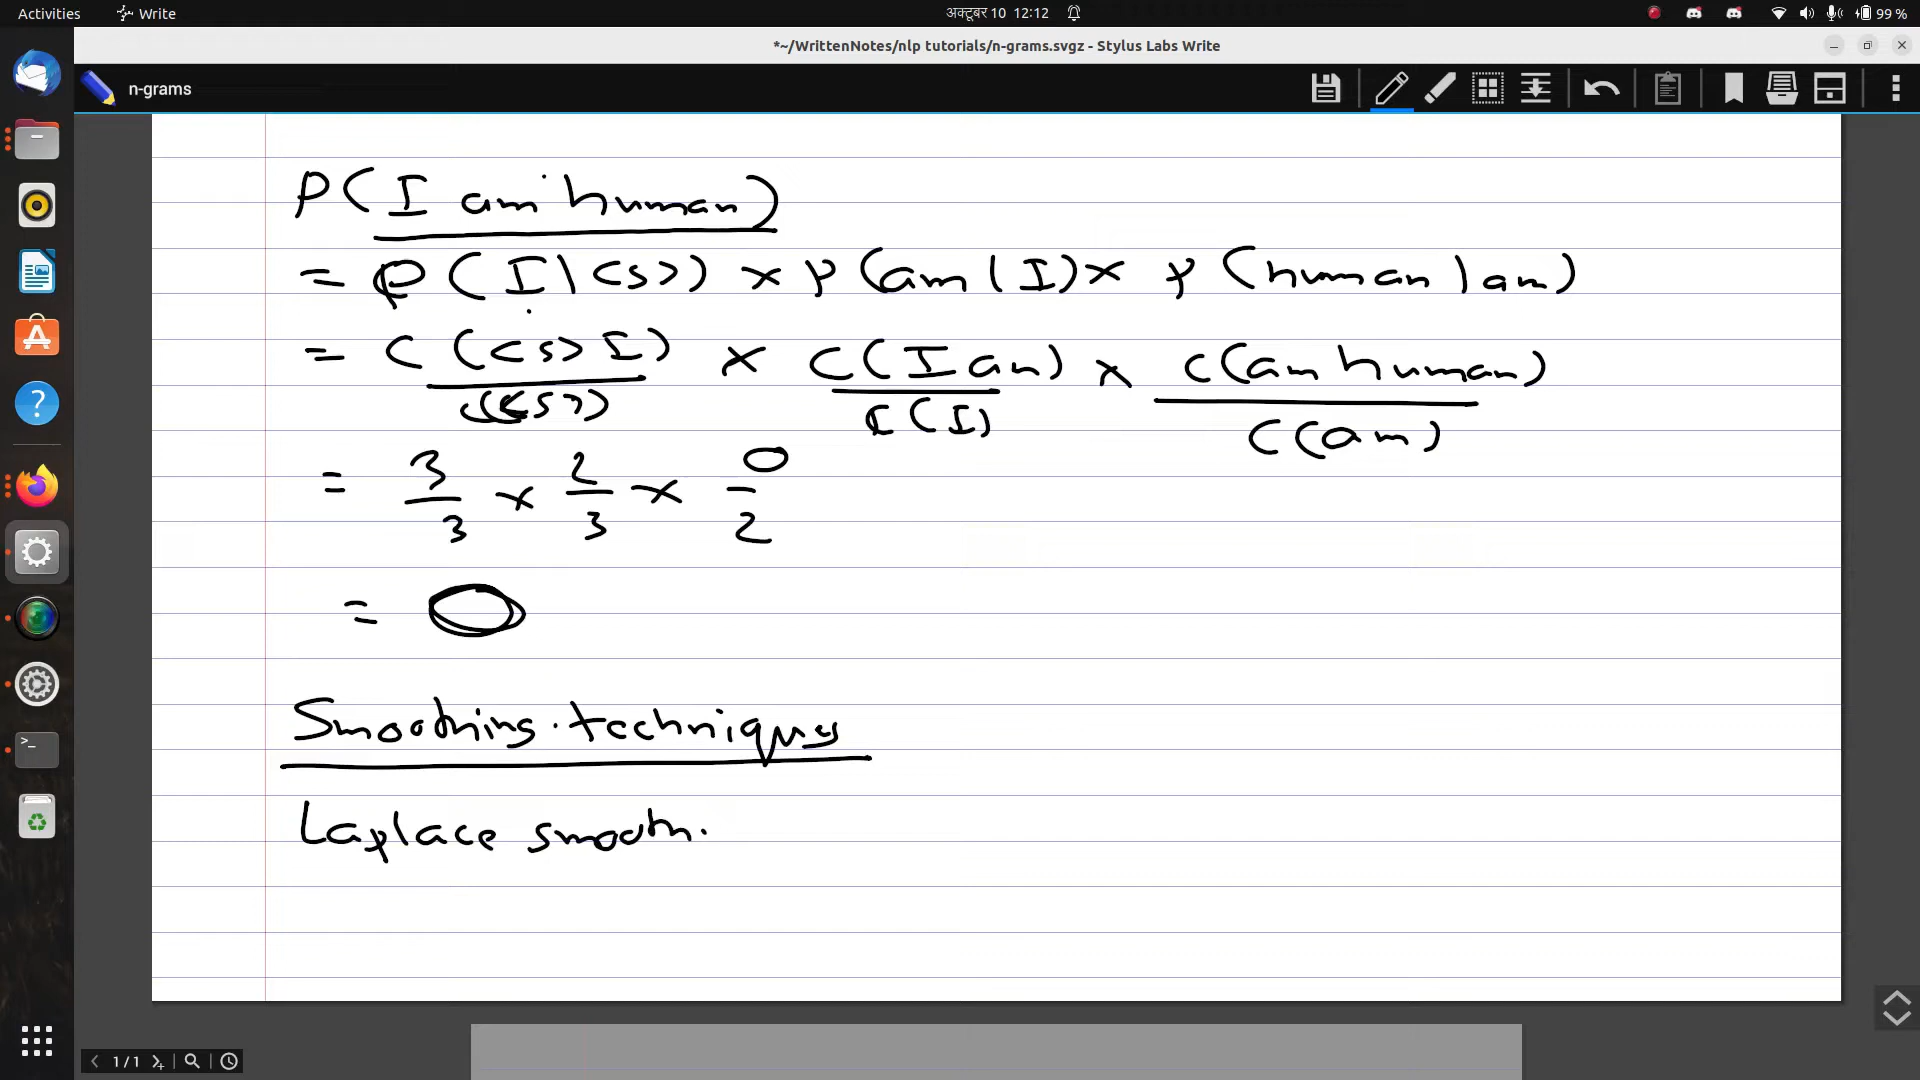 Activities Write अक्टूबर 10 12:12 99 %
*~/WrittenNotes/nlp tutorials/n-grams.svgz - Stylus Labs Write
n-grams
P(I am human)
= P(I|<s>) × P(am|I) × P(human|am)
= C(<s> I) × C(I am) × C(am human)
C(<s>) C(I) C(am)
= 3 × 2 × 0
3 3 2
= 0
Smoothing techniques
Laplace smooth.
1/1